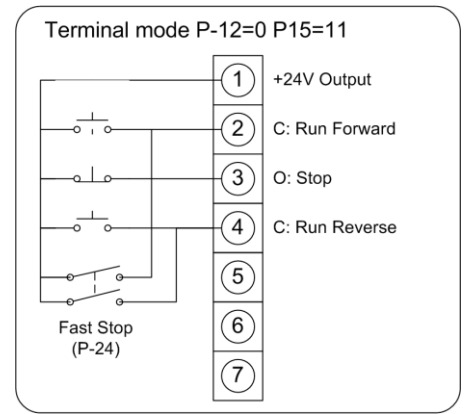 Terminal mode P-12=0 P15=11
1 +24V Output
2 C: Run Forward
3 O: Stop
4 C: Run Reverse
5
6
7
Fast Stop
(P-24)